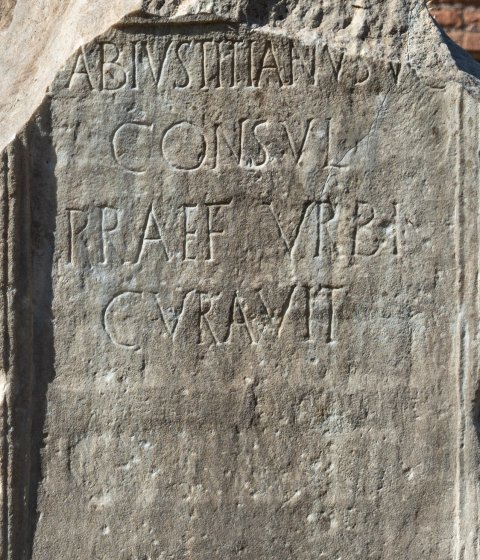 ABIVSTITIANVS V C
CONSVL
PRAEF VRBI
CVRAVIT